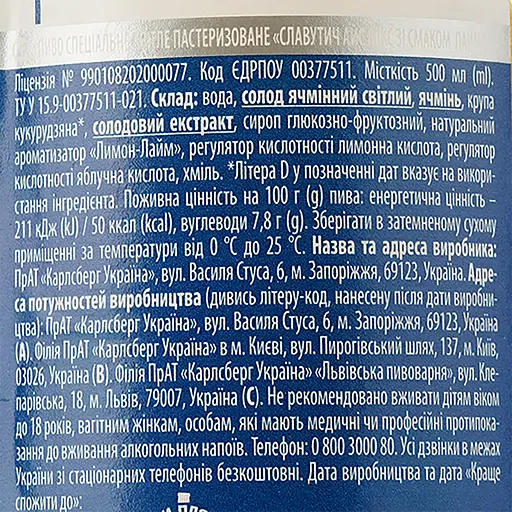 ПИВО СПЕЦІАЛЬНЕ СВІТЛЕ ПАСТЕРИЗОВАНЕ «СЛАВУТИЧ ЗІ СМАКОМ
Ліцензія № 990108202000077. Код ЄДРПОУ 00377511. Місткість 500 мл (ml).
ТУ У 15.9-00377511-021. Склад: вода, солод ячмінний світлий, ячмінь, крупа
кукурудзяна*, солодовий екстракт, сироп глюкозно-фруктозний, натуральний
ароматизатор «Лимон-Лайм», регулятор кислотності лимонна кислота, регулятор
кислотності яблучна кислота, хміль. *Літера D у позначенні дат вказує на викори-
стання інгредієнта. Поживна цінність на 100 г (g) пива: енергетична цінність –
211 кДж (kJ) / 50 ккал (kcal), вуглеводи 7,8 г (g). Зберігати в затемненому сухому
приміщенні за температури від 0 °C до 25 °C. Назва та адреса виробника:
ПрАТ «Карлсберг Україна», вул. Василя Стуса, 6, м. Запоріжжя, 69123, Україна. Адре-
са потужностей виробництва (дивись літеру-код, нанесену після дати виробни-
цтва): ПрАТ «Карлсберг Україна», вул. Василя Стуса, 6, м. Запоріжжя, 69123, Україна
(A). Філія ПрАТ «Карлсберг Україна» в м. Києві, вул. Пирогівський шлях, 137, м. Київ,
03026, Україна (B). Філія ПрАТ «Карлсберг Україна» «Львівська пивоварня», вул. Кле-
парівська, 18, м. Львів, 79007, Україна (C). Не рекомендовано вживати дітям віком
до 18 років, вагітним жінкам, особам, які мають медичні чи професійні протипока-
зання до вживання алкогольних напоїв. Телефон: 0 800 3000 80. Усі дзвінки в межах
України зі стаціонарних телефонів безкоштовні. Дата виробництва та дата «Краще
спожити до»: